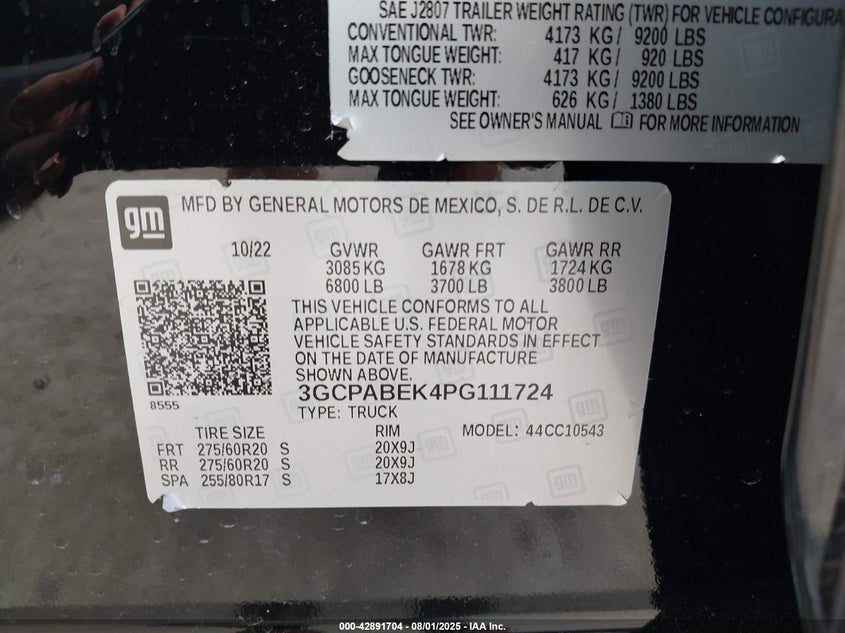 SAE J2807 TRAILER WEIGHT RATING (TWR) FOR VEHICLE
CONVENTIONAL TWR: 4173 KG/ 9200 LBS
MAX TONGUE WEIGHT: 417 KG/ 920 LBS
GOOSENECK TWR: 4173 KG/ 9200 LBS
MAX TONGUE WEIGHT: 626 KG/ 1380 LBS
SEE OWNER'S MANUAL FOR MORE INFORMATION
gm MFD BY GENERAL MOTORS DE MEXICO, S. DE R.L. DE C.V.
10/22 GVWR GAWR FRT GAWR RR
3085 KG 1678 KG 1724 KG
6800 LB 3700 LB 3800 LB
THIS VEHICLE CONFORMS TO ALL
APPLICABLE U.S. FEDERAL MOTOR
VEHICLE SAFETY STANDARDS IN EFFECT
ON THE DATE OF MANUFACTURE
SHOWN ABOVE.
3GCPABEK4PG111724
8555
TYPE: TRUCK
TIRE SIZE RIM MODEL: 44CC10543
FRT 275/60R20 S 20X9J
RR 275/60R20 S 20X9J
SPA 255/80R17 S 17X8J
000-42891704 - 08/01/2025 - IAA Inc.